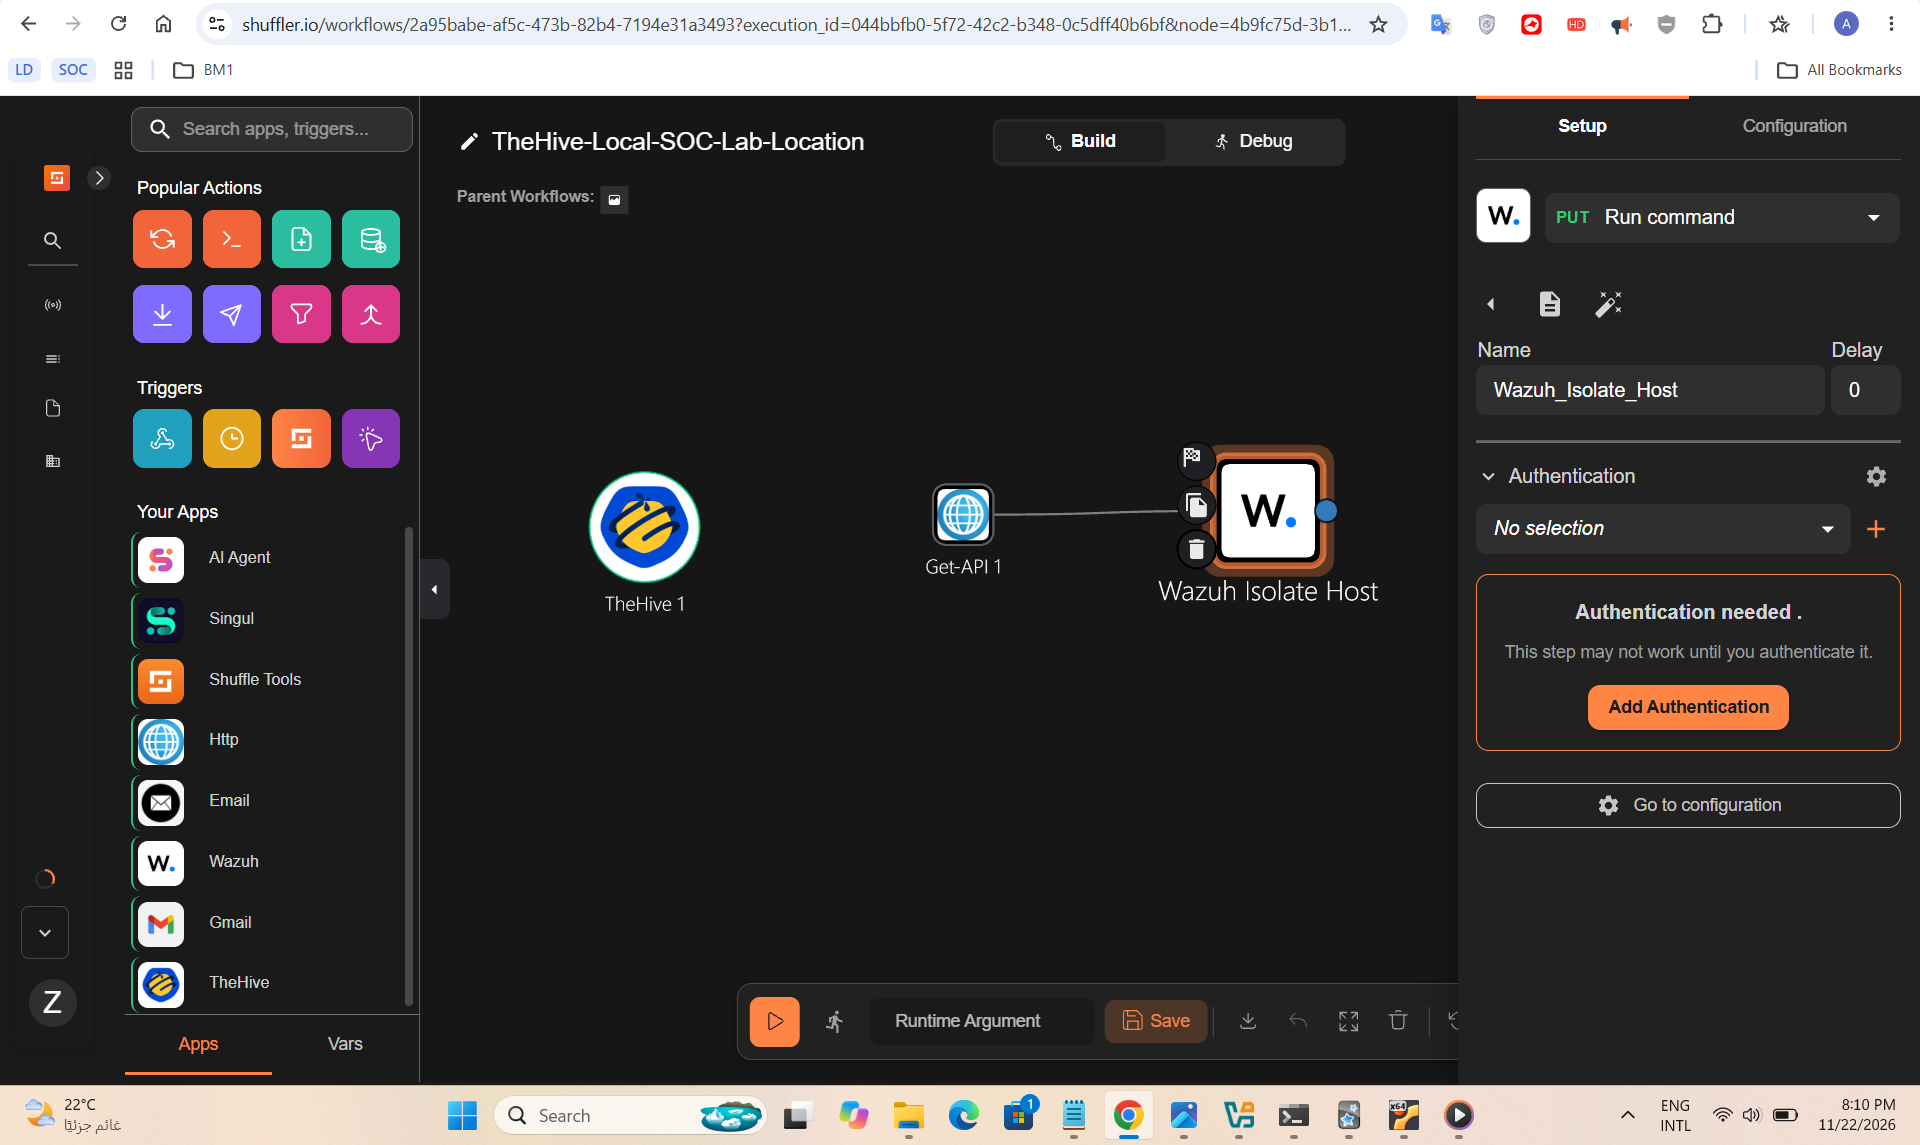 shuffler.io/workflows/2a95babe-af5c-473b-82b4-7194e31a3493?execution_id=044bbfb0-5f72-42c2-b348-0c5dff40b6bf&node=4b9fc75d-3b1...
HD
A
LD
SOC
BM1
All Bookmarks
Search apps, triggers...
Popular Actions
Triggers
Your Apps
AI Agent
Singul
Shuffle Tools
Http
Email
W.
Wazuh
Gmail
TheHive
Z
Apps
Vars
TheHive-Local-SOC-Lab-Location
Build
Debug
Parent Workflows:
TheHive 1
Get-API 1
W.
Wazuh Isolate Host
Runtime Argument
Save
Setup
Configuration
W.
PUT Run command
Name
Delay
Wazuh_Isolate_Host
0
Authentication
No selection
Authentication needed .
This step may not work until you authenticate it.
Add Authentication
Go to configuration
22°C
غائم جزئيًا
Search
1
x64
ENG
INTL
8:10 PM
11/22/2026